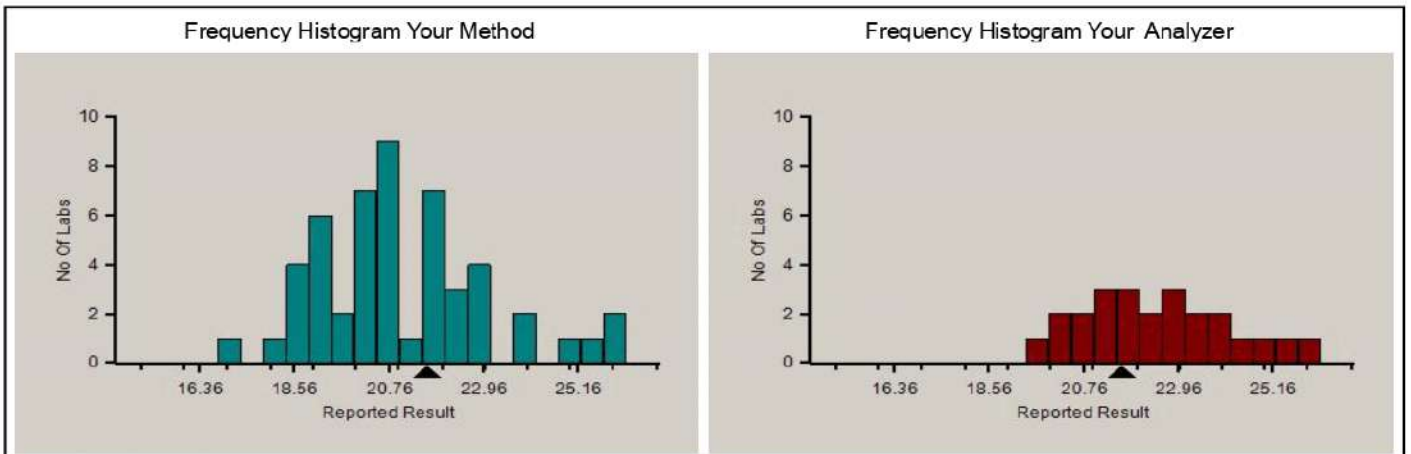 Frequency Histogram Your Method
10
8
6
4
2
0
No Of Labs
16.36 18.56 20.76 22.96 25.16
Reported Result
Frequency Histogram Your Analyzer
10
8
6
4
2
0
No Of Labs
16.36 18.56 20.76 22.96 25.16
Reported Result